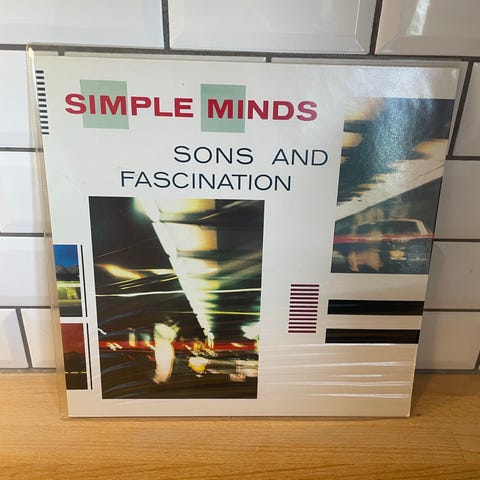 SIMPLE MINDS
SONS AND
FASCINATION